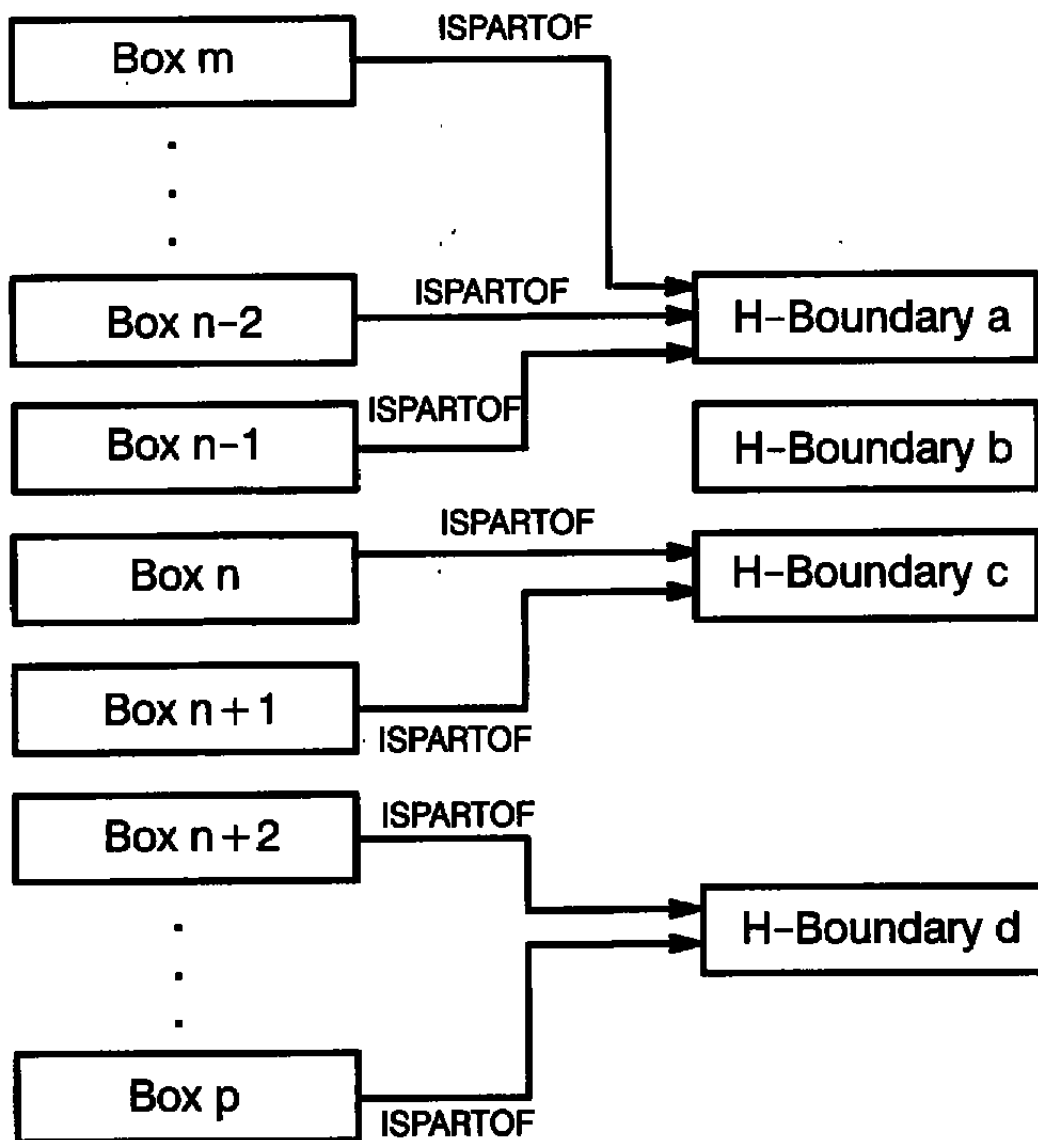 ISPARTOF
Box m
ISPARTOF
Box n-2
H-Boundary a
ISPARTOF
Box n-1
H-Boundary b
ISPARTOF
Box n
H-Boundary c
Box n+1
ISPARTOF
ISPARTOF
Box n+2
H-Boundary d
Box p
ISPARTOF